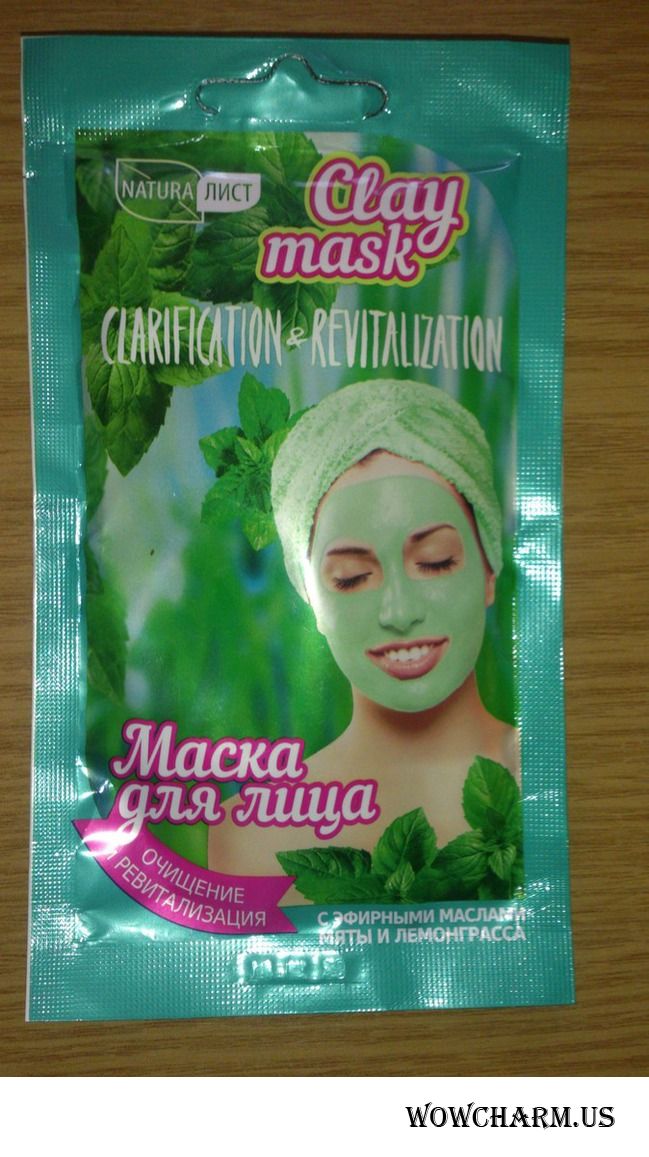 NATURA ЛИСТ
Clay
mask
CLARIFICATION & REVITALIZATION
Маска
для лица
ОЧИЩЕНИЕ
И РЕВИТАЛИЗАЦИЯ
С ЭФИРНЫМИ МАСЛАМИ
МЯТЫ И ЛЕМОНГРАССА
WOWCHARM.US